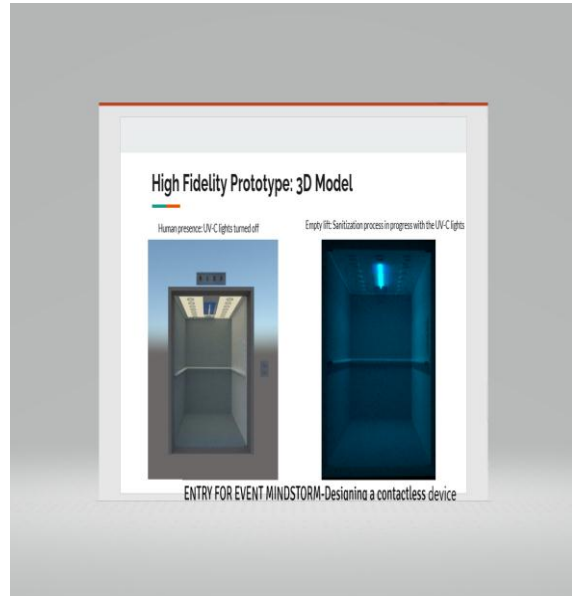 High Fidelity Prototype: 3D Model
Human presence: UV-C lights turned off
Empty lift: Sanitization process in progress with the UV-C lights
ENTRY FOR EVENT MINDSTORM-Designing a contactless device